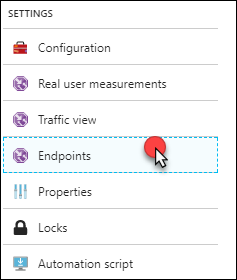 SETTINGS
Configuration
Real user measurements
Traffic view
Endpoints
Properties
Locks
Automation script